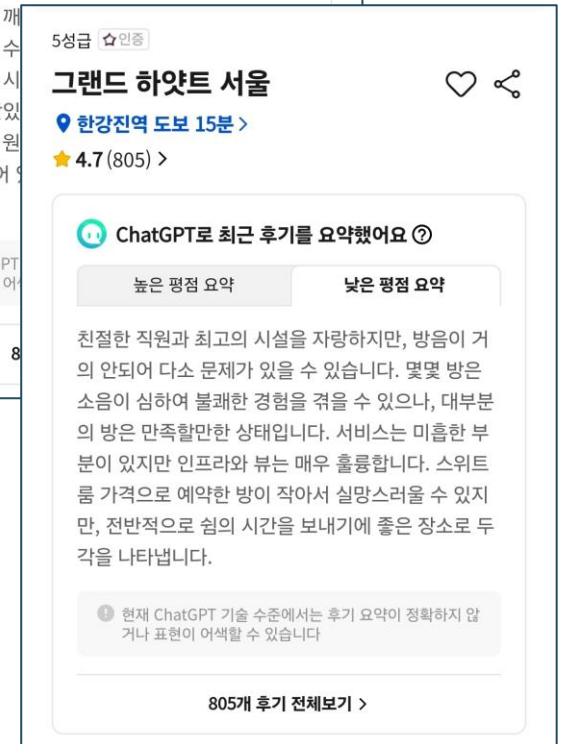 깨
수
시
원
PT
8
5성급 인증
그랜드 하얏트 서울
한강진역 도보 15분 >
4.7 (805) >
ChatGPT로 최근 후기를 요약했어요 ?
높은 평점 요약
낮은 평점 요약
친절한 직원과 최고의 시설을 자랑하지만, 방음이 거
의 안되어 다소 문제가 있을 수 있습니다. 몇몇 방은
소음이 심하여 불쾌한 경험을 겪을 수 있으나, 대부분
의 방은 만족할만한 상태입니다. 서비스는 미흡한 부
분이 있지만 인프라와 뷰는 매우 훌륭합니다. 스위트
룸 가격으로 예약한 방이 작아서 실망스러울 수 있지
만, 전반적으로 쉼의 시간을 보내기에 좋은 장소로 두
각을 나타냅니다.
현재 ChatGPT 기술 수준에서는 후기 요약이 정확하지 않
거나 표현이 어색할 수 있습니다
805개 후기 전체보기 >